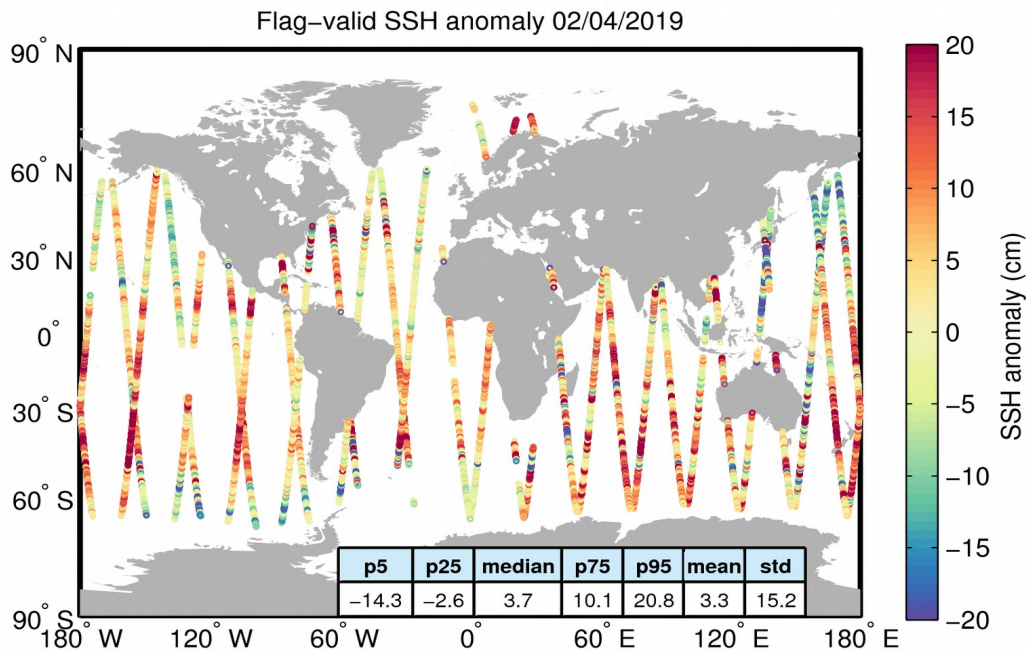 Flag−valid SSH anomaly 02/04/2019
90° N
60° N
30° N
0°
30° S
60° S
90° S
180° W
120° W
60° W
0°
60° E
120° E
180° E
p5 p25 median p75 p95 mean std
−14.3 −2.6 3.7 10.1 20.8 3.3 15.2
20
15
10
5
0
−5
−10
−15
−20
SSH anomaly (cm)